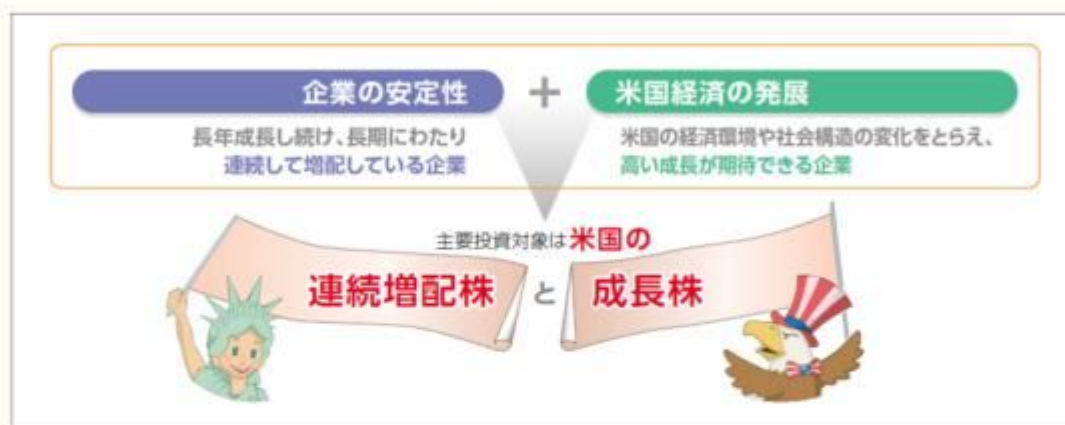 企業の安定性
+
米国経済の発展
長年成長し続け、長期にわたり
連続して増配している企業
米国の経済環境や社会構造の変化をとらえ、
高い成長が期待できる企業
主要投資対象は米国の
連続増配株と成長株